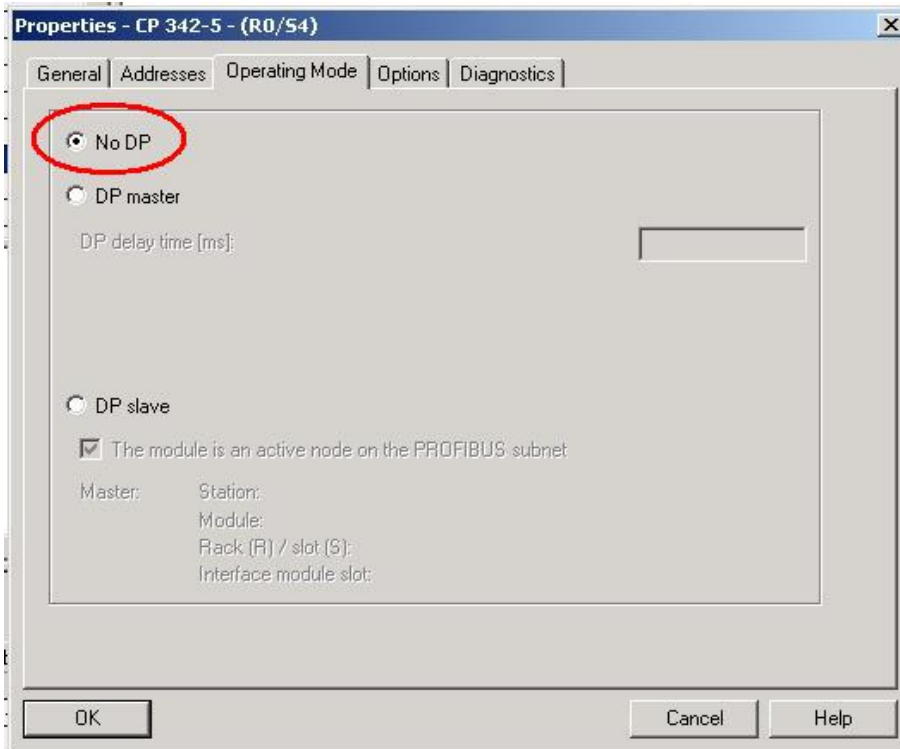 Properties - CP 342-5 - (R0/S4)
General Addresses Operating Mode Options Diagnostics
No DP
DP master
DP delay time [ms]:
DP slave
The module is an active node on the PROFIBUS subnet
Master: Station:
Module:
Rack (R) / slot (S):
Interface module slot:
OK Cancel Help